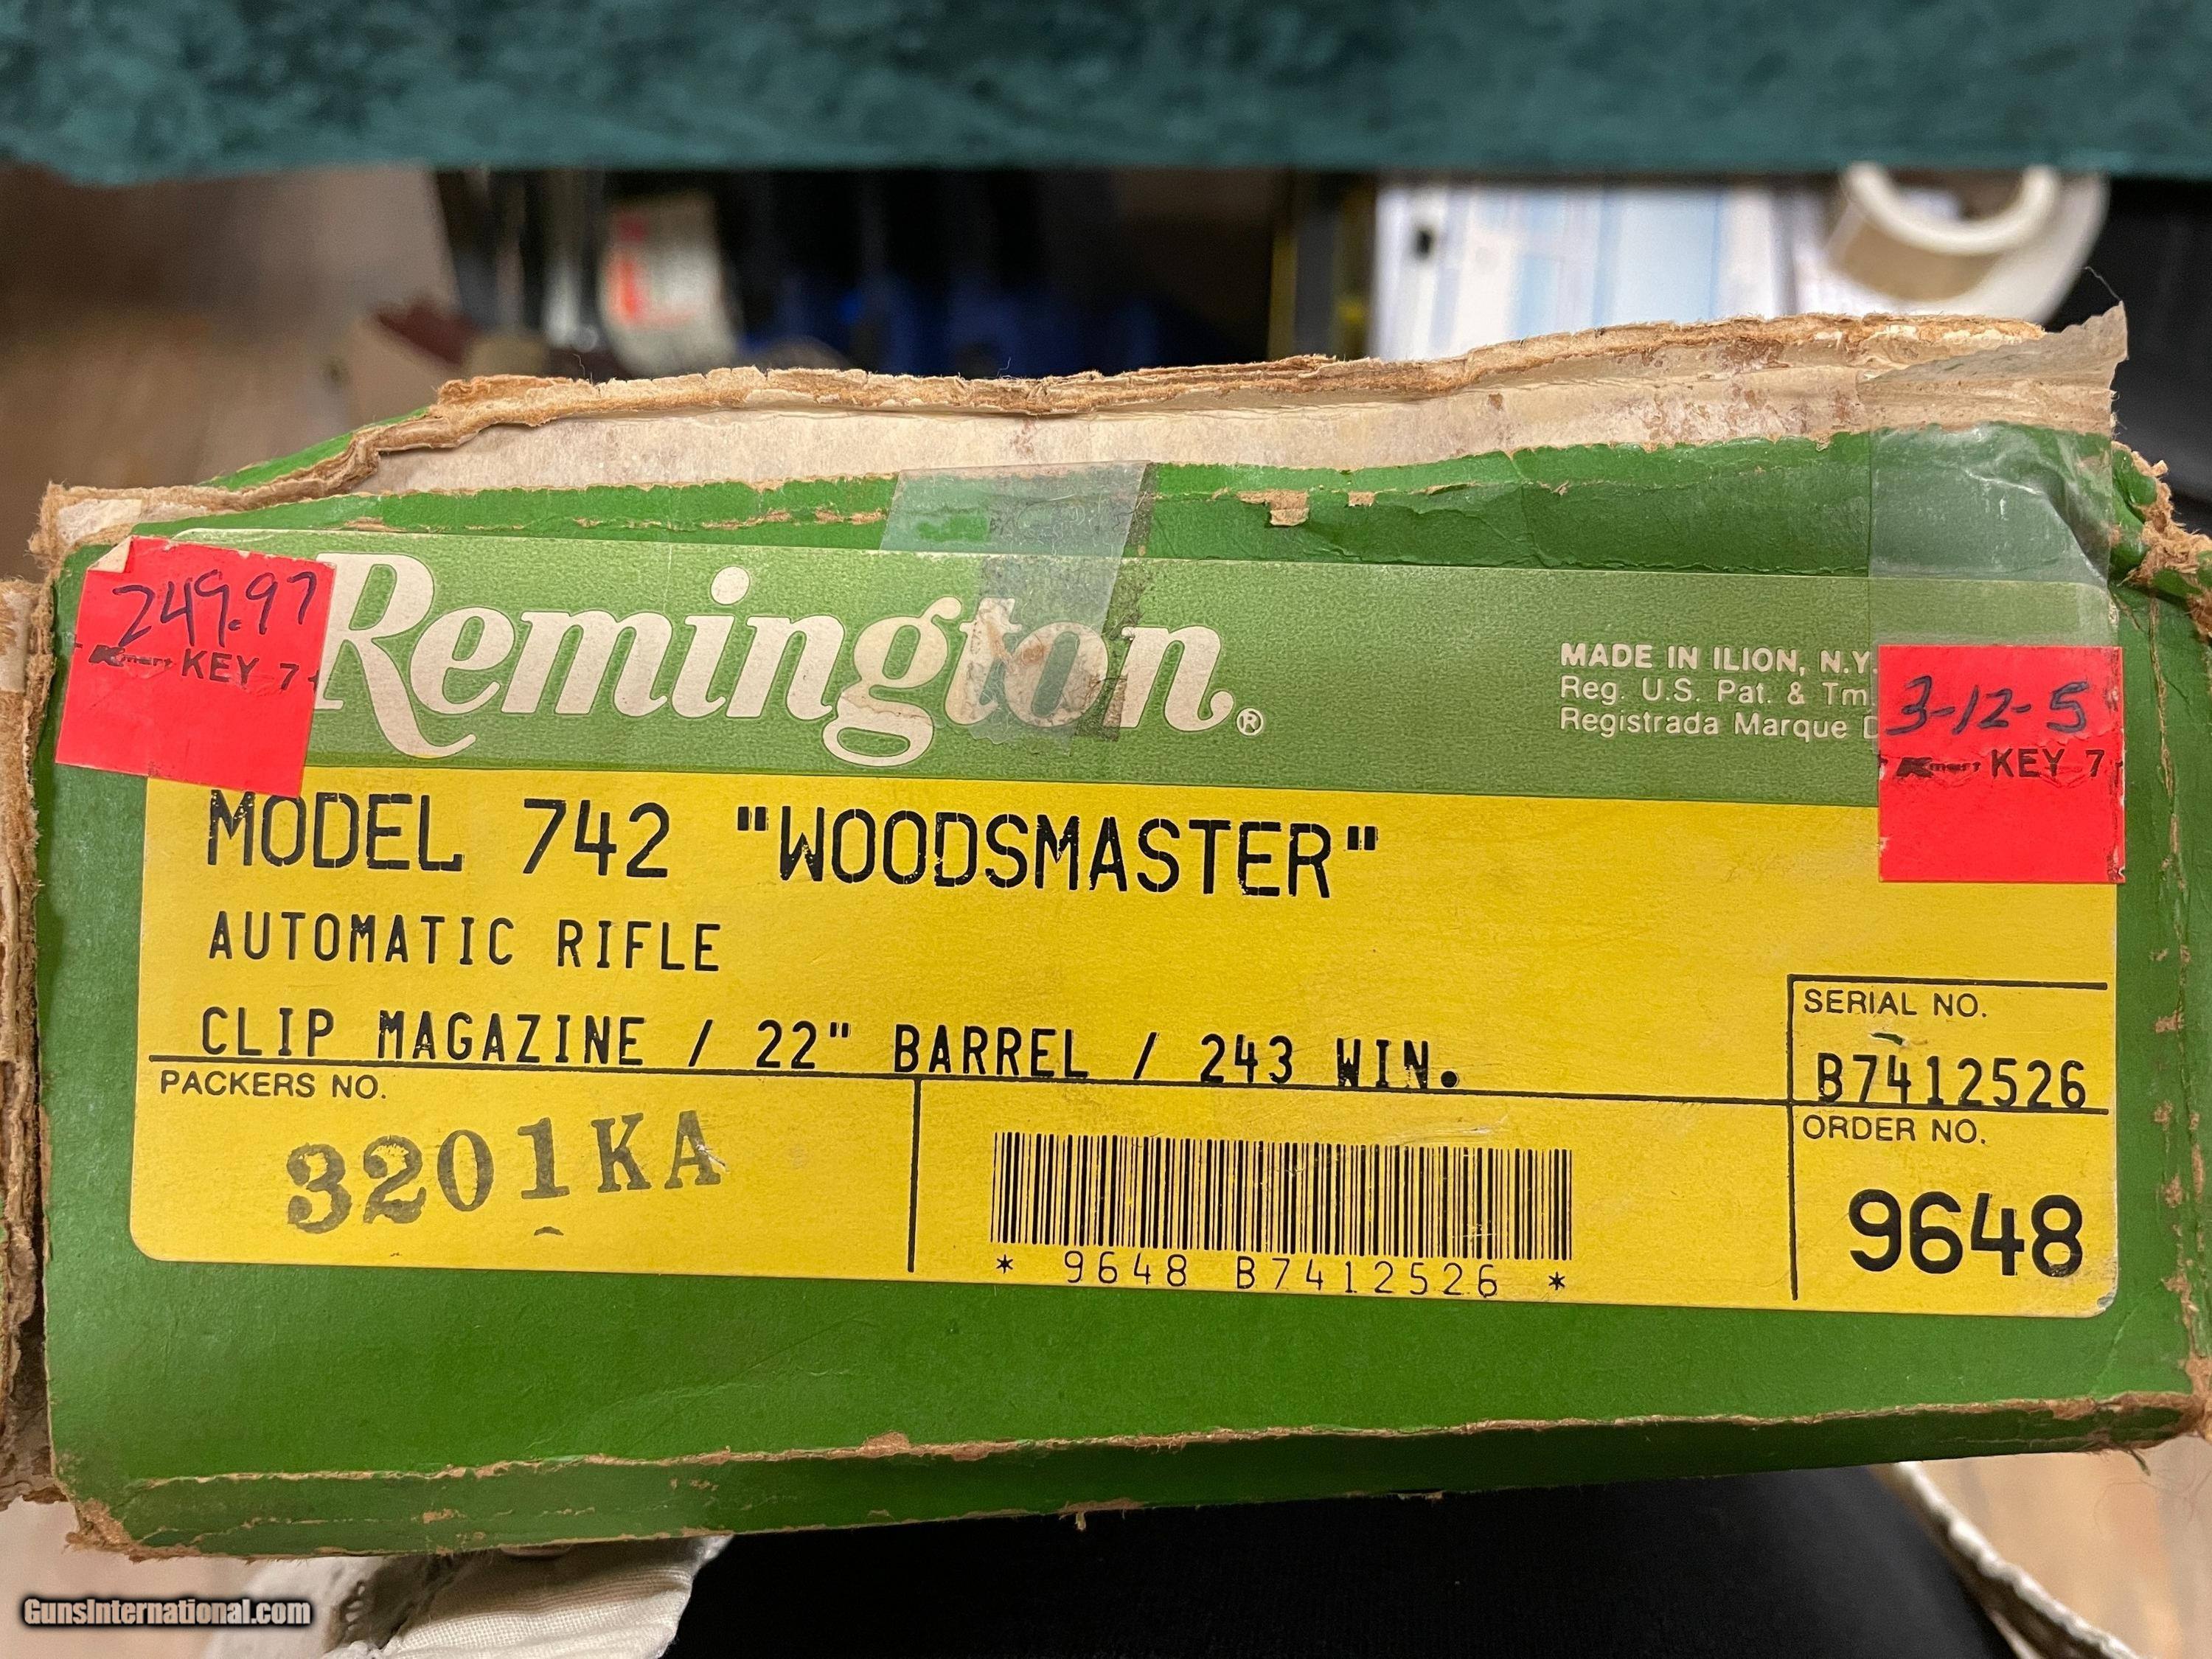 249.97
Kmart KEY 7
Remington®
MADE IN ILION, N.Y.
Reg. U.S. Pat. & Tm.
Registrada Marque
3-12-5
Kmart KEY 7
MODEL 742 "WOODSMASTER"
AUTOMATIC RIFLE
CLIP MAGAZINE / 22" BARREL / 243 WIN.
SERIAL NO.
B7412526
PACKERS NO.
3201KA
* 9648 B7412526 *
ORDER NO.
9648
GunsInternational.com